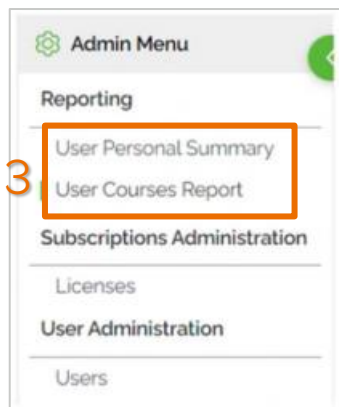 Admin Menu
Reporting
User Personal Summary
3
User Courses Report
Subscriptions Administration
Licenses
User Administration
Users